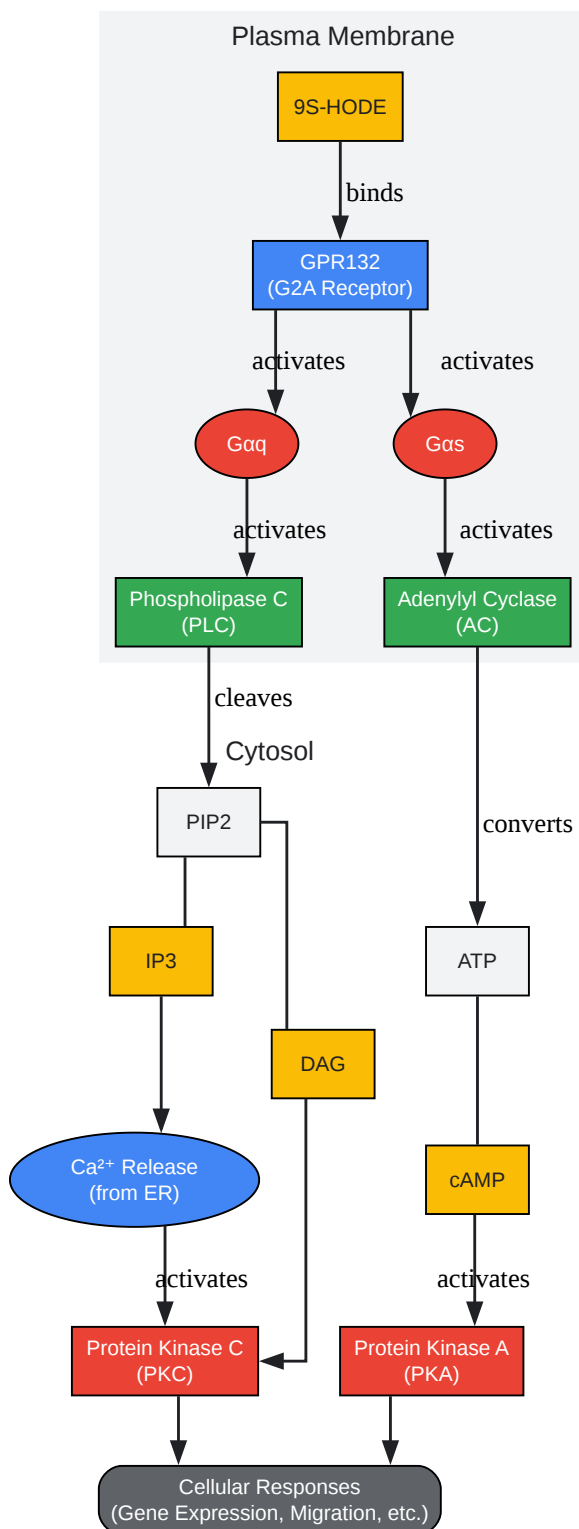 Plasma Membrane
9S-HODE
binds
GPR132
(G2A Receptor)
activates
activates
Gαq
Gαs
activates
activates
Phospholipase C
(PLC)
Adenylyl Cyclase
(AC)
cleaves
Cytosol
PIP2
converts
IP3
ATP
DAG
Ca²⁺ Release
(from ER)
cAMP
activates
activates
Protein Kinase C
(PKC)
Protein Kinase A
(PKA)
Cellular Responses
(Gene Expression, Migration, etc.)